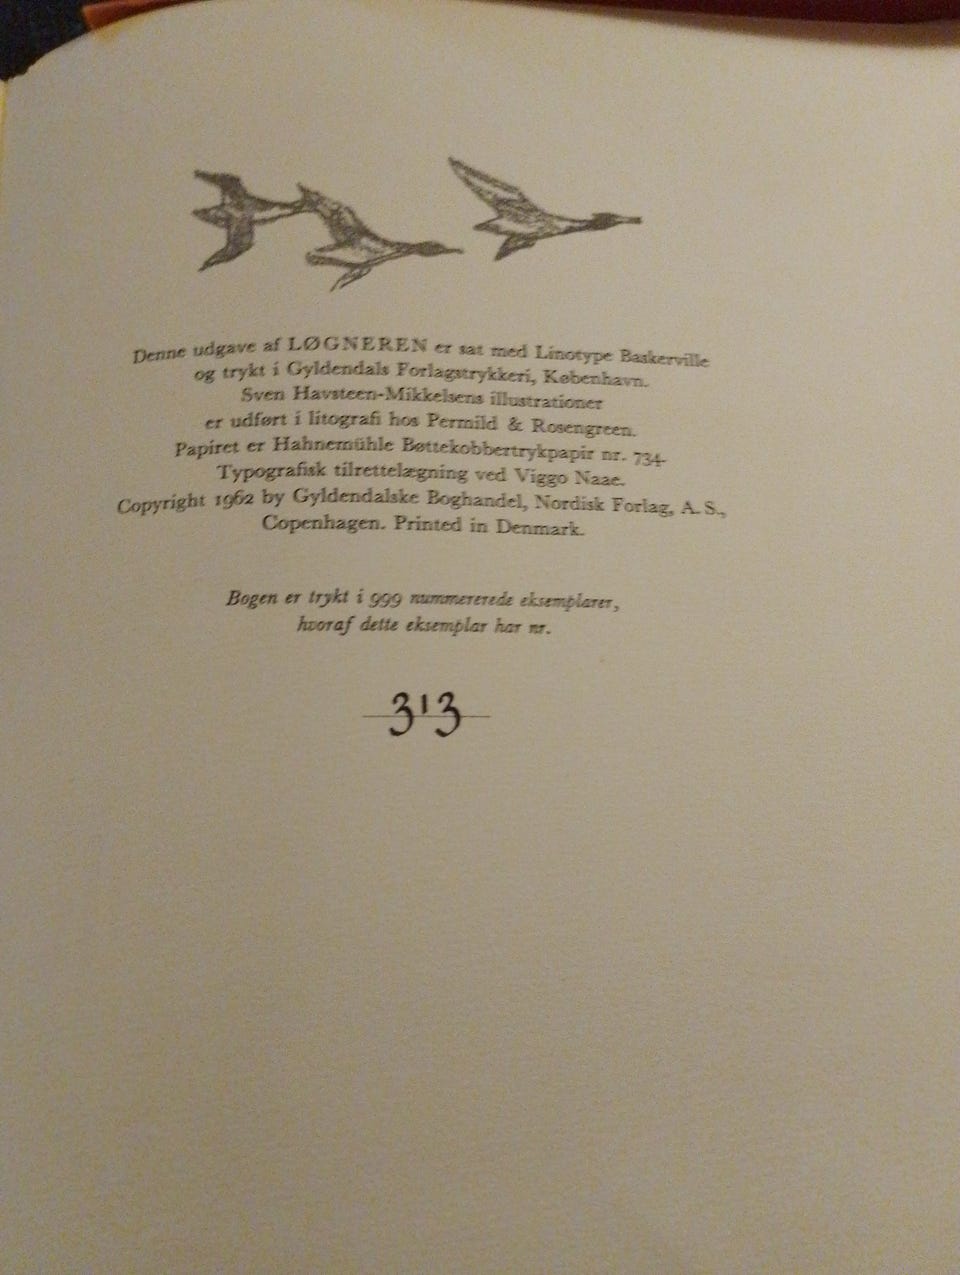 Denne udgave af LØGNEREN er sat med Linotype Baskerville
og trykt i Gyldendals Forlagstrykkeri, København.
Sven Havsteen-Mikkelsens illustrationer
er udført i litografi hos Permild & Rosengreen.
Papiret er Hahnemühle Bøttekobbertrykpapir nr. 734.
Typografisk tilrettelægning ved Viggo Naae.
Copyright 1962 by Gyldendalske Boghandel, Nordisk Forlag, A. S.,
Copenhagen. Printed in Denmark.
Bogen er trykt i 999 nummererede eksemplarer,
hvoraf dette eksemplar har nr.
313